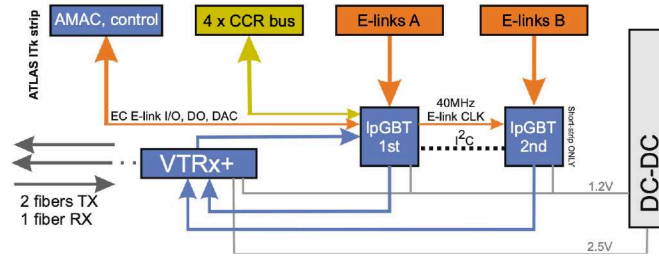 ATLAS ITk strip
AMAC, control
4 x CCR bus
E-links A
E-links B
EC E-link I/O, DO, DAC
40MHz
E-link CLK
lpGBT
1st
I²C
lpGBT
2nd
Short-strip ONLY
VTRx+
2 fibers TX
1 fiber RX
1.2V
2.5V
DC-DC